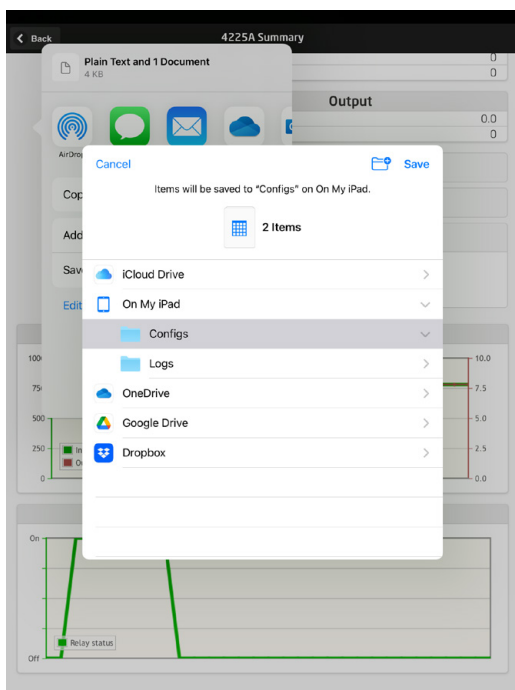 Back
4225A Summary
Plain Text and 1 Document
4 KB
0
0
Output
0.0
0
Cancel
Save
Items will be saved to “Configs” on On My iPad.
2 Items
iCloud Drive
On My iPad
Configs
Logs
OneDrive
Google Drive
Dropbox
Edit
10.0
7.5
500
5.0
250
2.5
0
0.0
On
Relay status
Off